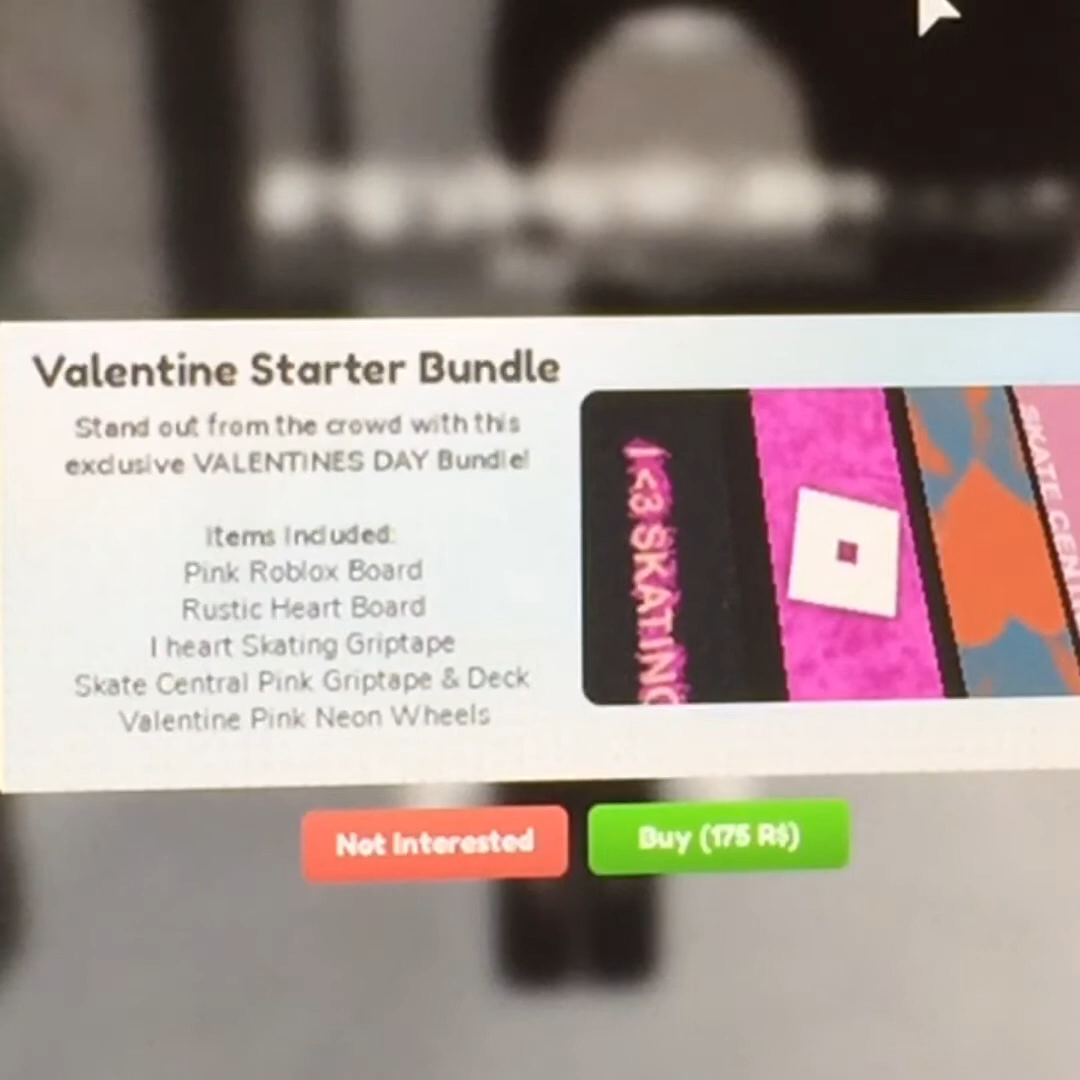 Valentine Starter Bundle
Stand out from the crowd with this
exclusive VALENTINES DAY Bundle!
Items Included:
Pink Roblox Board
Rustic Heart Board
I heart Skating Griptape
Skate Central Pink Griptape & Deck
Valentine Pink Neon Wheels
I <3 SKATING
SKATE CENT
Not Interested
Buy (175 R$)